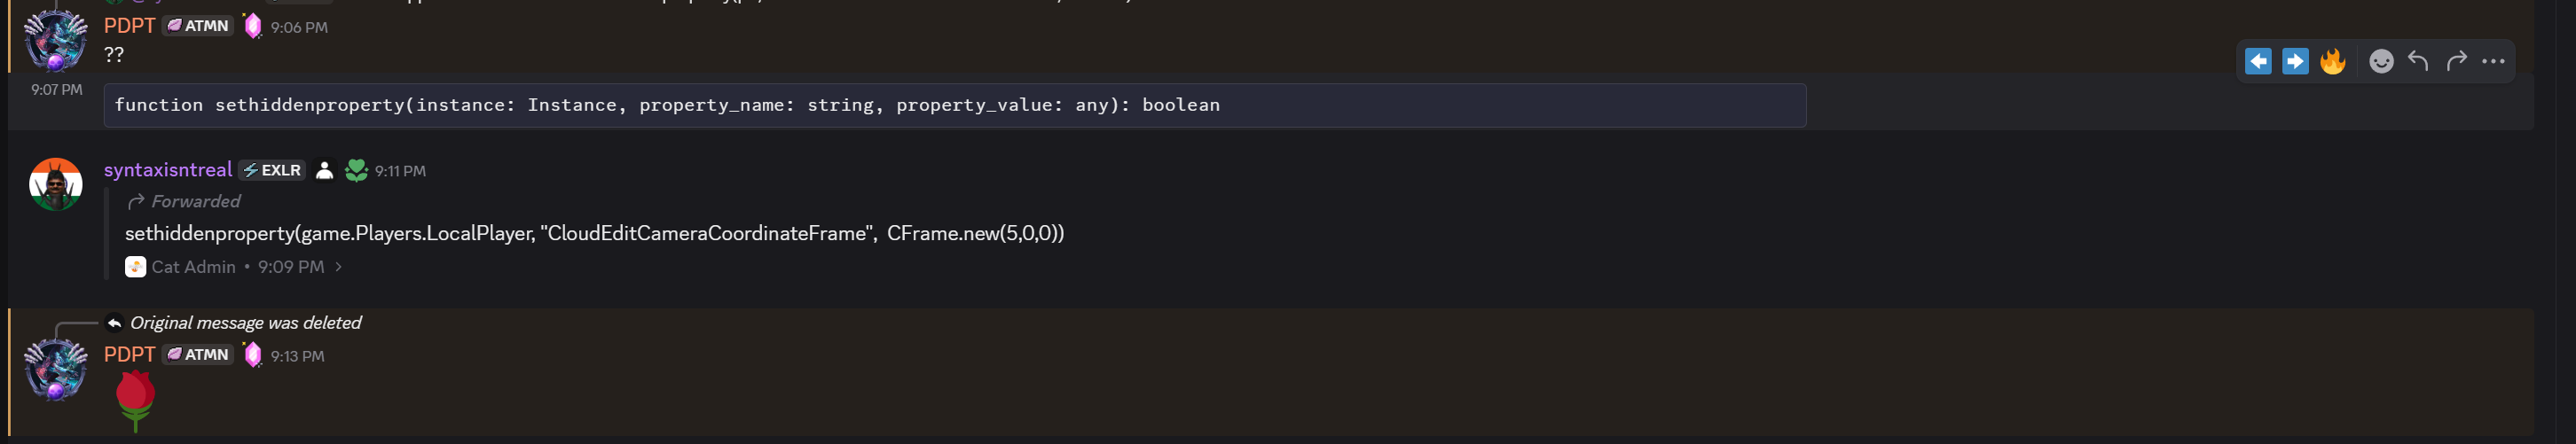 PDPT ATMN 9:06 PM
??
9:07 PM
function sethiddenproperty(instance: Instance, property_name: string, property_value: any): boolean
syntaxisntreal EXLR 9:11 PM
Forwarded
sethiddenproperty(game.Players.LocalPlayer, "CloudEditCameraCoordinateFrame",  CFrame.new(5,0,0))
Cat Admin • 9:09 PM
Original message was deleted
PDPT ATMN 9:13 PM